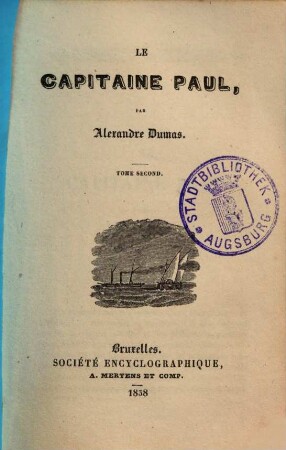 LE
CAPITAINE PAUL,
PAR
Alexandre Dumas.
TOME SECOND.
STADTBIBLIOTHEK
AUGSBURG
Bruxelles.
SOCIÉTÉ ENCYCLOGRAPHIQUE,
A. MERTENS ET COMP.
1838